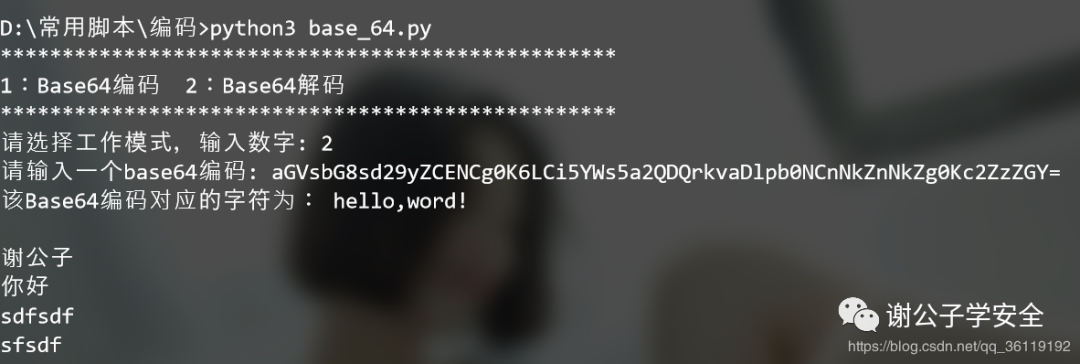 D:\常用脚本\编码>python3 base_64.py
**************************************************
1：Base64编码  2：Base64解码
**************************************************
请选择工作模式，输入数字: 2
请输入一个base64编码: aGVsbG8sd29yZCENCg0K6LCi5YWs5a2QDQrkvaDlpb0NCnNkZnNkZg0Kc2ZzZGY=
该Base64编码对应的字符为： hello,word!
谢公子
你好
sdfsdf
sfsdf
谢公子学安全
https://blog.csdn.net/qq_36119192